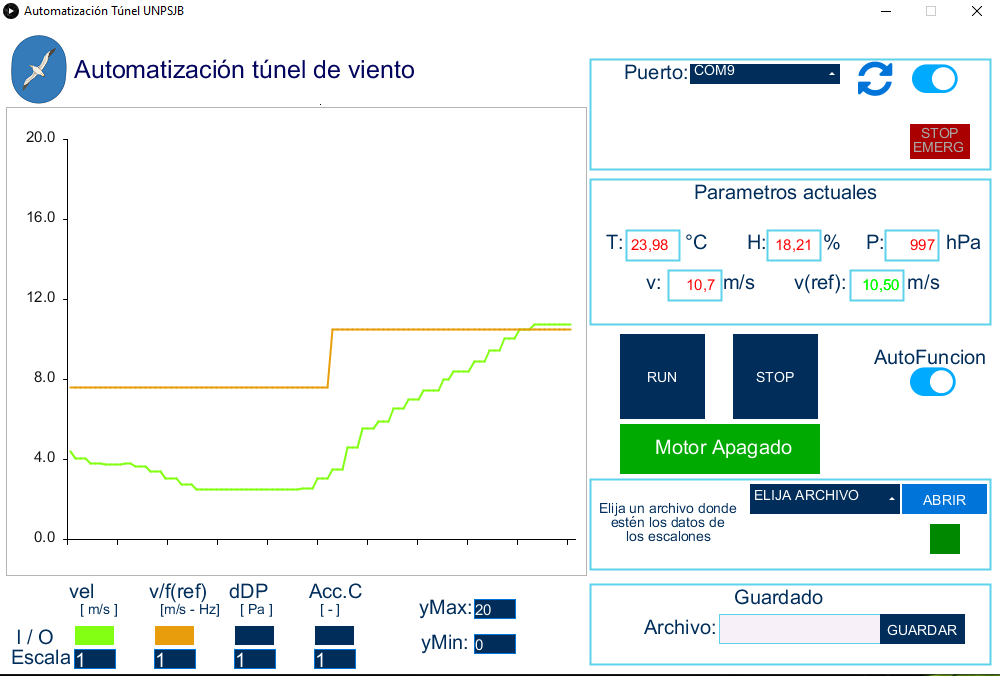 Automatización Túnel UNPSJB
Automatización túnel de viento
Puerto: COM9
STOP
EMERG
20.0
16.0
12.0
8.0
4.0
0.0
Parametros actuales
T: 23,98 °C H: 18,21 % P: 997 hPa
v: 10,7 m/s v(ref): 10,50 m/s
RUN STOP
AutoFuncion
Motor Apagado
Elija un archivo donde
estén los datos de
los escalones
ELIJA ARCHIVO ABRIR
vel v/f(ref) dDP Acc.C
[ m/s ] [m/s - Hz] [ Pa ] [ - ]
I / O
Escala 1 1 1 1
yMax: 20
yMin: 0
Guardado
Archivo: GUARDAR